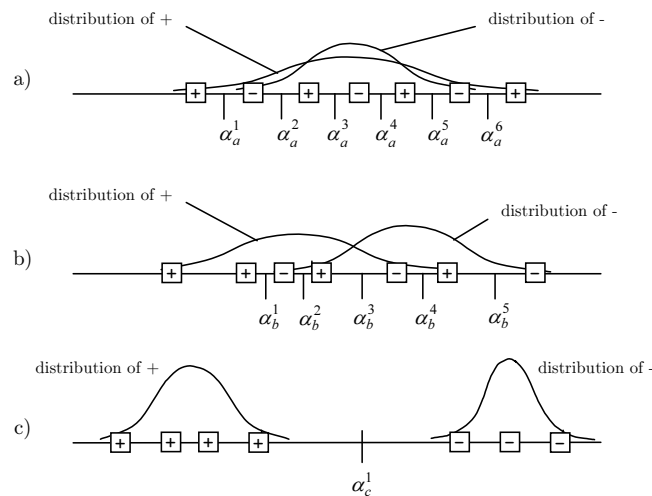 distribution of +
distribution of -
a)
+ - + - + - +
α_a^1 α_a^2 α_a^3 α_a^4 α_a^5 α_a^6
distribution of +
distribution of -
b)
+ + - + - + -
α_b^1 α_b^2 α_b^3 α_b^4 α_b^5
distribution of +
distribution of -
c)
+ + + + - - -
α_c^1